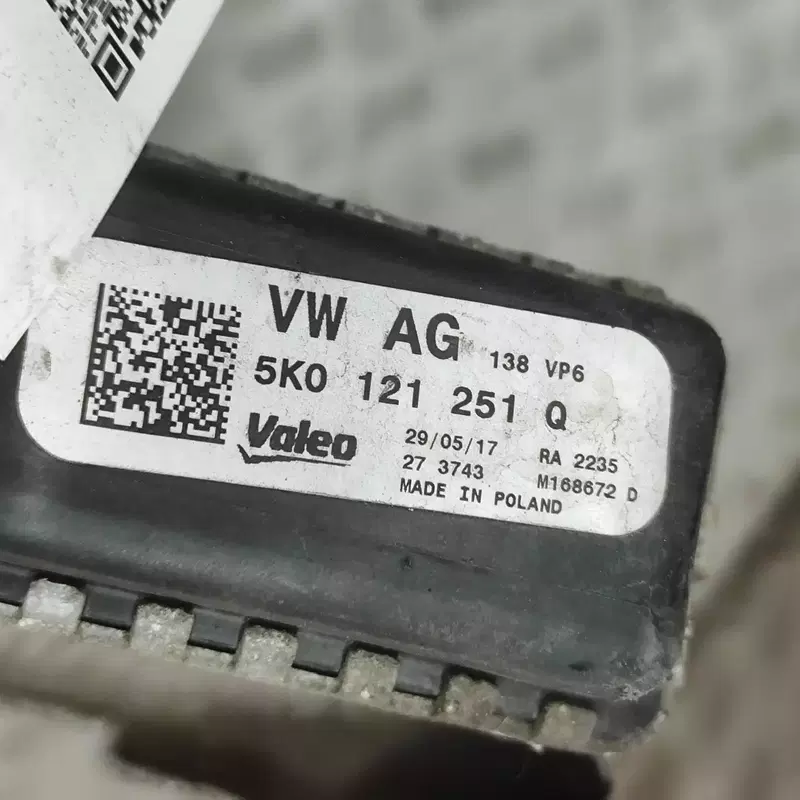 VW AG 138 VP6
5K0 121 251 Q
Valeo 29/05/17 RA 2235
27 3743 M168672 D
MADE IN POLAND